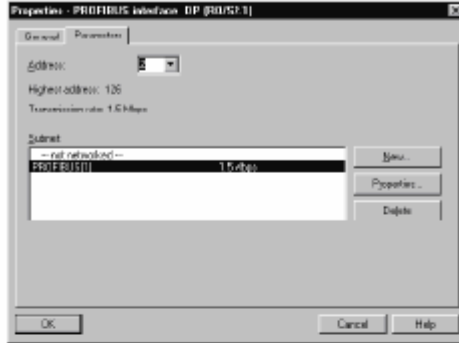 Properties - PROFIBUS interface DP (R0/S2.1)
General Parameters
Address: 2
Highest address: 126
Transmission rate: 1.5 Mbps
Subnet
--- not networked ---
PROFIBUS(1) 1.5 Mbps
New...
Properties...
Delete
OK Cancel Help